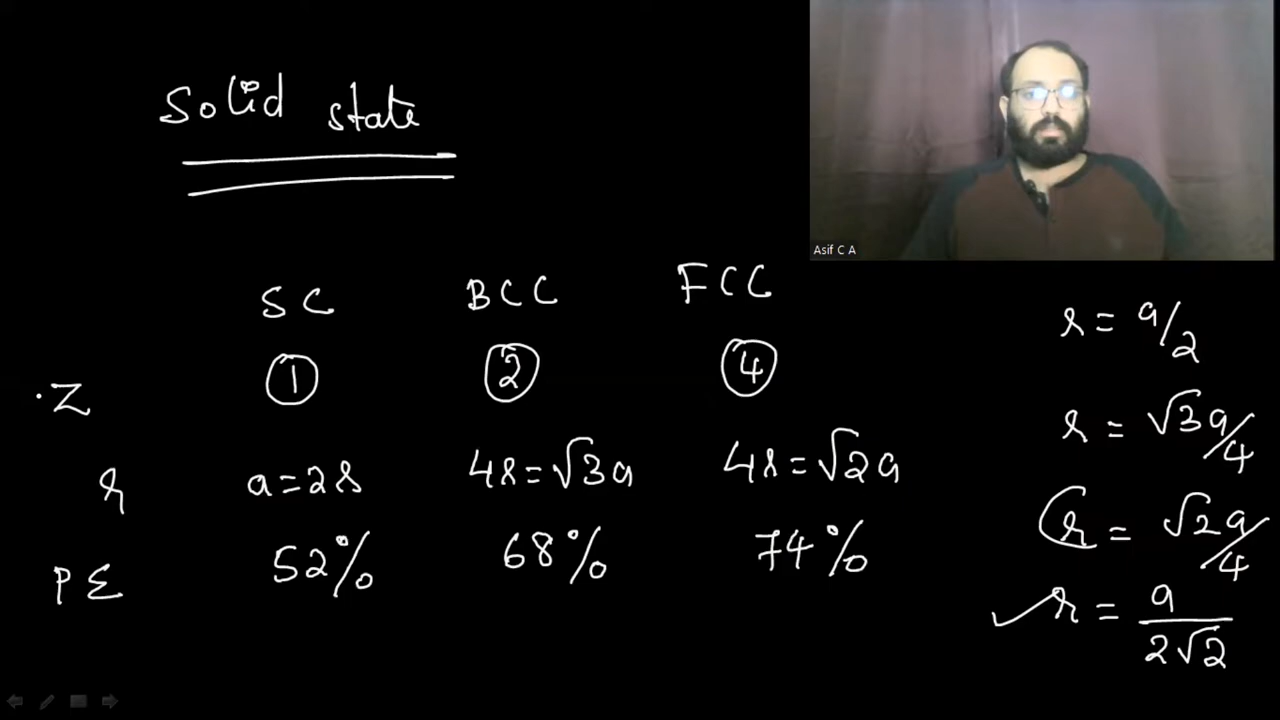 Solid state
Asif C A
SC BCC FCC
.Z 1 2 4
r a=2r 4r=√3a 4r=√2a
PE 52% 68% 74%
r = a/2
r = √3a/4
r = √2a/4
r = a/2√2